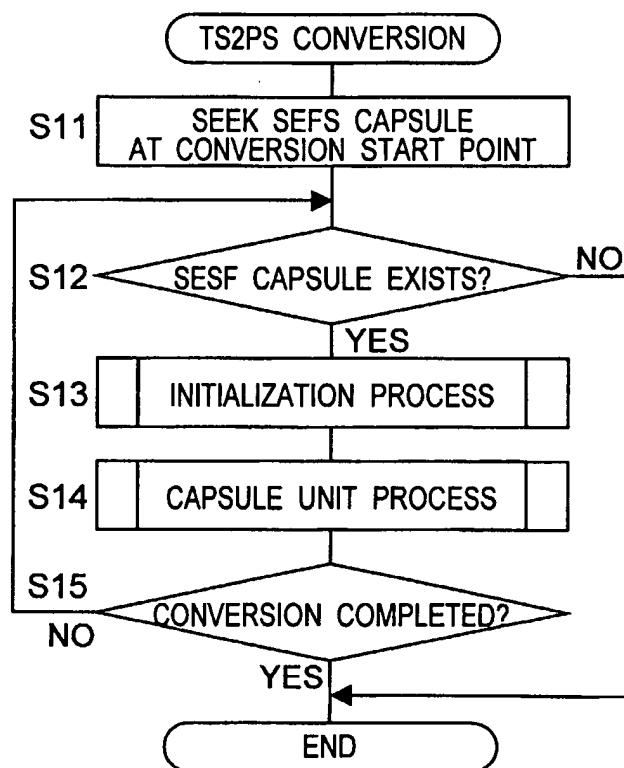 TS2PS CONVERSION
S11
SEEK SEFS CAPSULE
AT CONVERSION START POINT
S12
SESF CAPSULE EXISTS?
NO
YES
S13
INITIALIZATION PROCESS
S14
CAPSULE UNIT PROCESS
S15
CONVERSION COMPLETED?
NO
YES
END